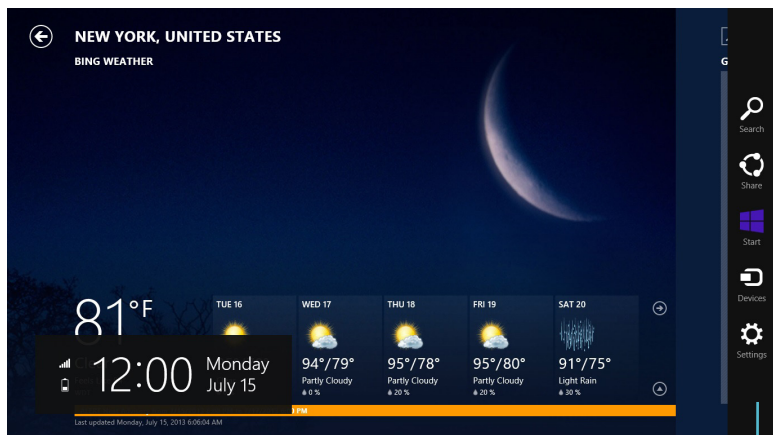 NEW YORK, UNITED STATES
BING WEATHER
G
Search
Share
Start
Devices
Settings
81°F
TUE 16
WED 17
94°/79°
Partly Cloudy
0 %
THU 18
95°/78°
Partly Cloudy
20 %
FRI 19
95°/80°
Partly Cloudy
20 %
SAT 20
91°/75°
Light Rain
30 %
12:00
Monday
July 15
PM
Last updated Monday, July 15, 2013 6:06:04 AM